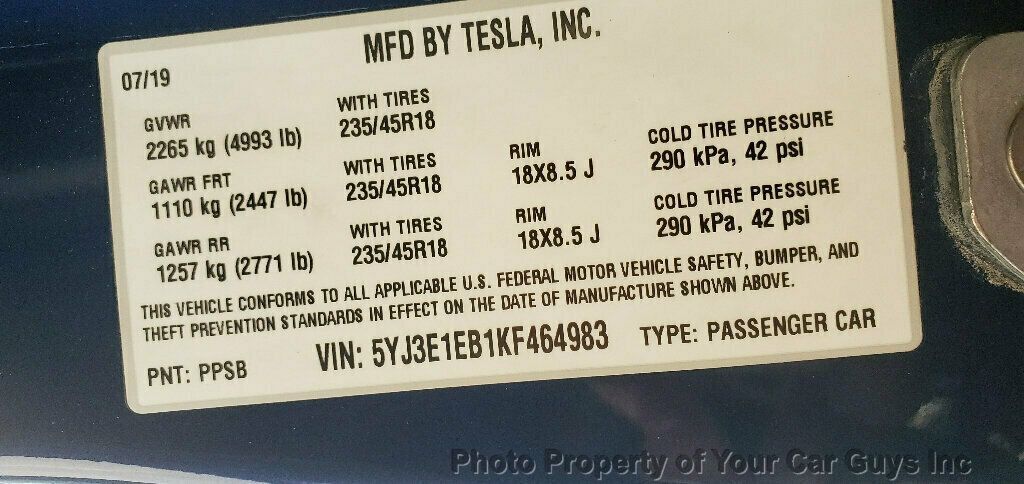 MFD BY TESLA, INC.
07/19
GVWR WITH TIRES
2265 kg (4993 lb) 235/45R18
GAWR FRT WITH TIRES RIM COLD TIRE PRESSURE
1110 kg (2447 lb) 235/45R18 18X8.5 J 290 kPa, 42 psi
GAWR RR WITH TIRES RIM COLD TIRE PRESSURE
1257 kg (2771 lb) 235/45R18 18X8.5 J 290 kPa, 42 psi
THIS VEHICLE CONFORMS TO ALL APPLICABLE U.S. FEDERAL MOTOR VEHICLE SAFETY, BUMPER, AND
THEFT PREVENTION STANDARDS IN EFFECT ON THE DATE OF MANUFACTURE SHOWN ABOVE.
PNT: PPSB VIN: 5YJ3E1EB1KF464983 TYPE: PASSENGER CAR
Photo Property of Your Car Guys Inc